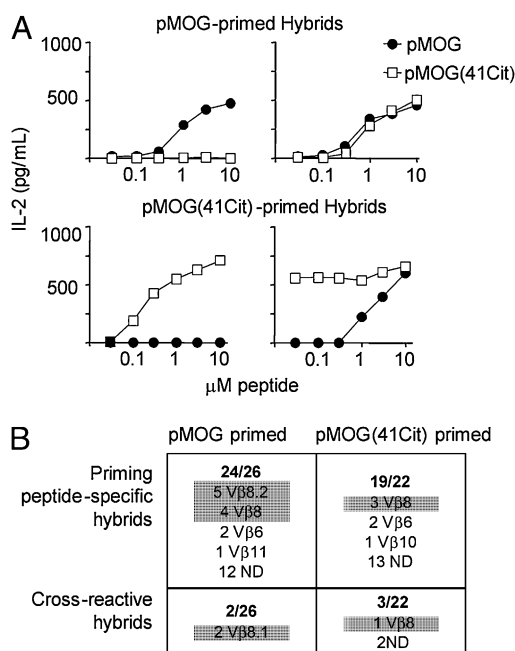 A
pMOG-primed Hybrids
pMOG
pMOG(41Cit)
1000
500
0.1 1 10
0.1 1 10
IL-2 (pg/mL)
pMOG(41Cit)-primed Hybrids
1000
500
0.1 1 10
0.1 1 10
μM peptide
B
pMOG primed
pMOG(41Cit) primed
Priming
peptide-specific
hybrids
24/26
5 Vβ8.2
4 Vβ8
2 Vβ6
1 Vβ11
12 ND
19/22
3 Vβ8
2 Vβ6
1 Vβ10
13 ND
Cross-reactive
hybrids
2/26
2 Vβ8.1
3/22
1 Vβ8
2ND